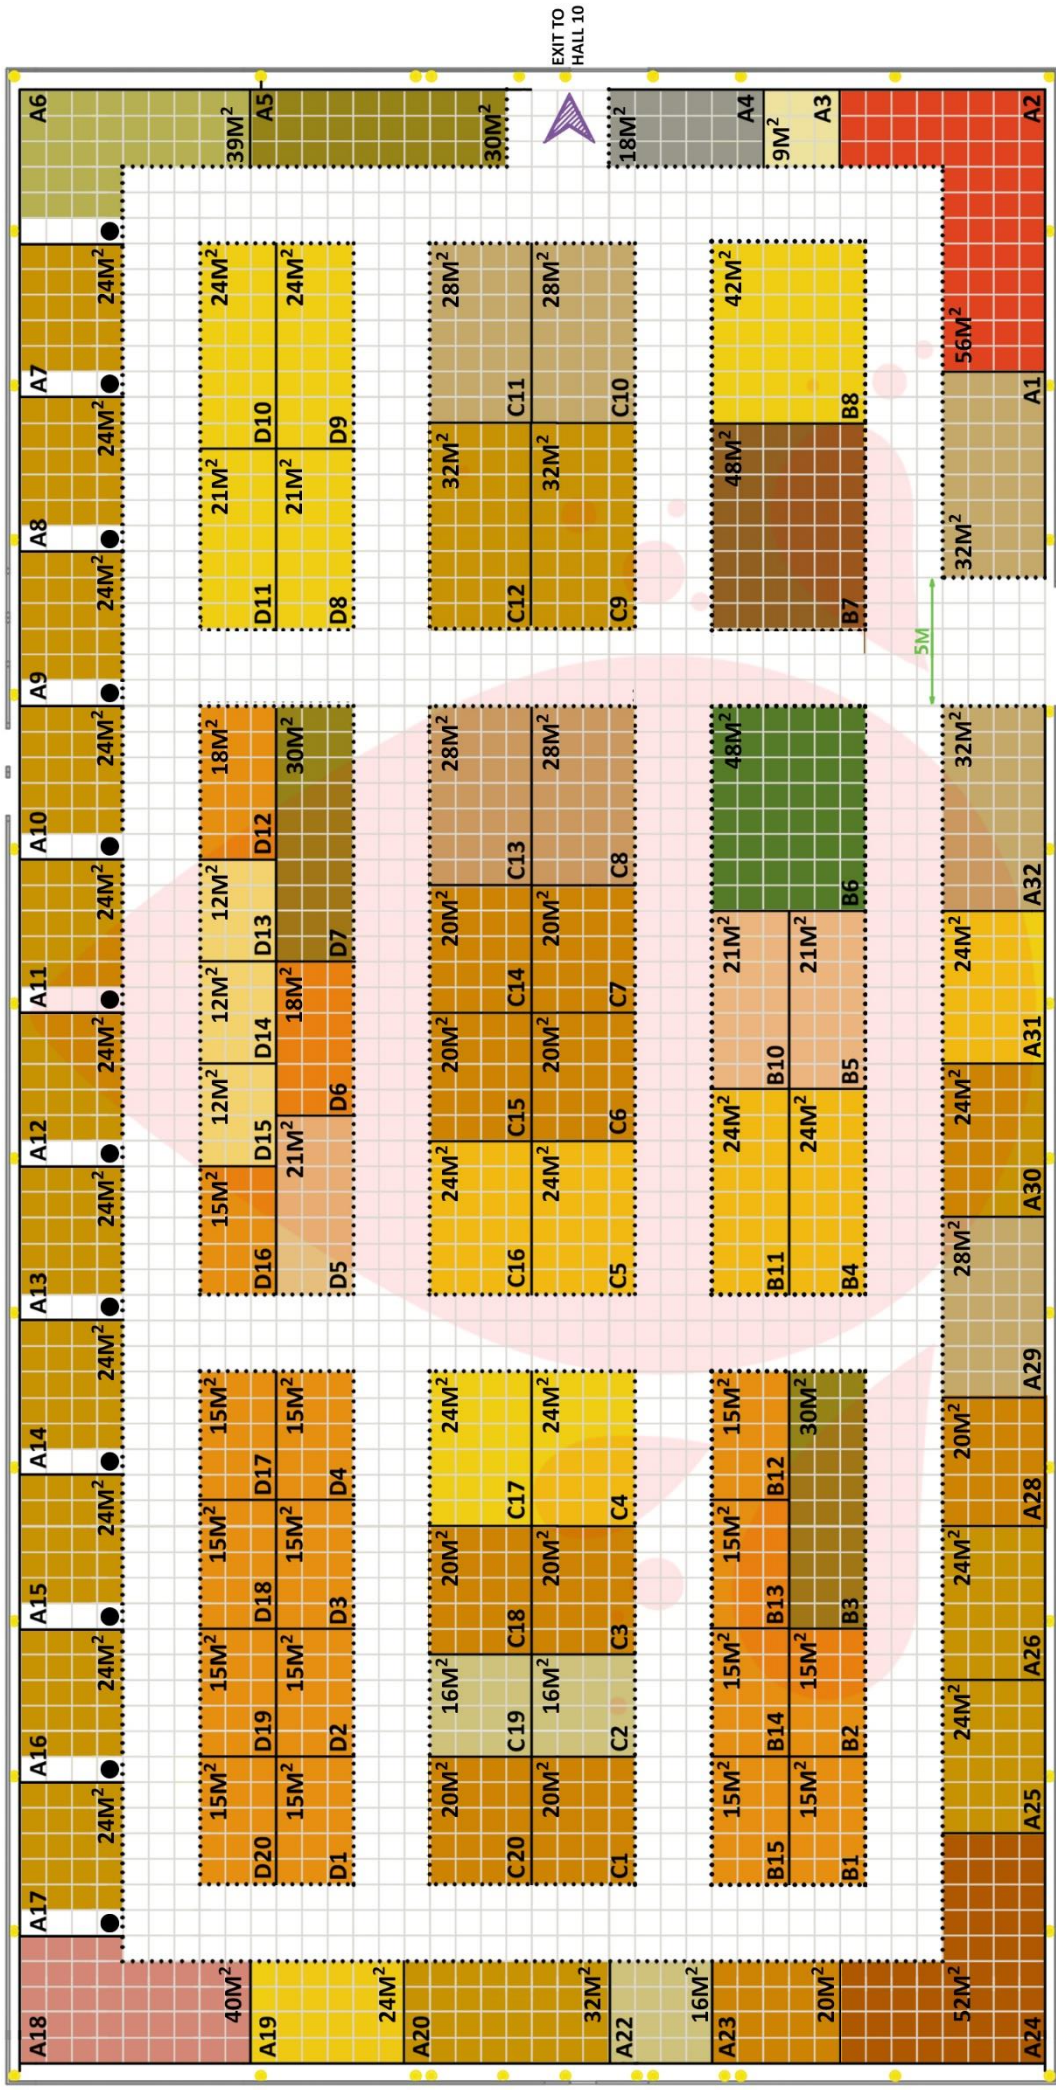 EXIT TO
HALL 10
A6
39M²
A5
30M²
18M²
A4
9M²
A3
A2
56M²
A7
24M²
A8
24M²
A9
24M²
A10
24M²
A11
24M²
A12
24M²
A13
24M²
A14
24M²
A15
24M²
A16
24M²
A17
24M²
24M²
D10
24M²
D9
21M²
D11
21M²
D8
28M²
C11
28M²
C10
32M²
C12
32M²
C9
42M²
B8
48M²
B7
A1
32M²
5M
18M²
D12
30M²
D7
12M²
D13
12M²
D14
12M²
D15
18M²
D6
15M²
D16
21M²
D5
28M²
C13
28M²
C8
20M²
C14
20M²
C7
20M²
C15
20M²
C6
24M²
C16
24M²
C5
48M²
B6
21M²
B10
21M²
B5
24M²
B11
24M²
B4
32M²
A32
24M²
A31
24M²
A30
28M²
A29
20M²
A28
24M²
A26
24M²
A25
15M²
D17
15M²
D4
15M²
D18
15M²
D3
15M²
D19
15M²
D2
15M²
D20
15M²
D1
24M²
C17
24M²
C4
20M²
C18
20M²
C3
16M²
C19
16M²
C2
20M²
C20
20M²
C1
15M²
B12
30M²
B3
15M²
B13
15M²
B14
15M²
B2
15M²
B15
15M²
B1
A18
40M²
A19
24M²
A20
32M²
A22
16M²
A23
20M²
52M²
A24